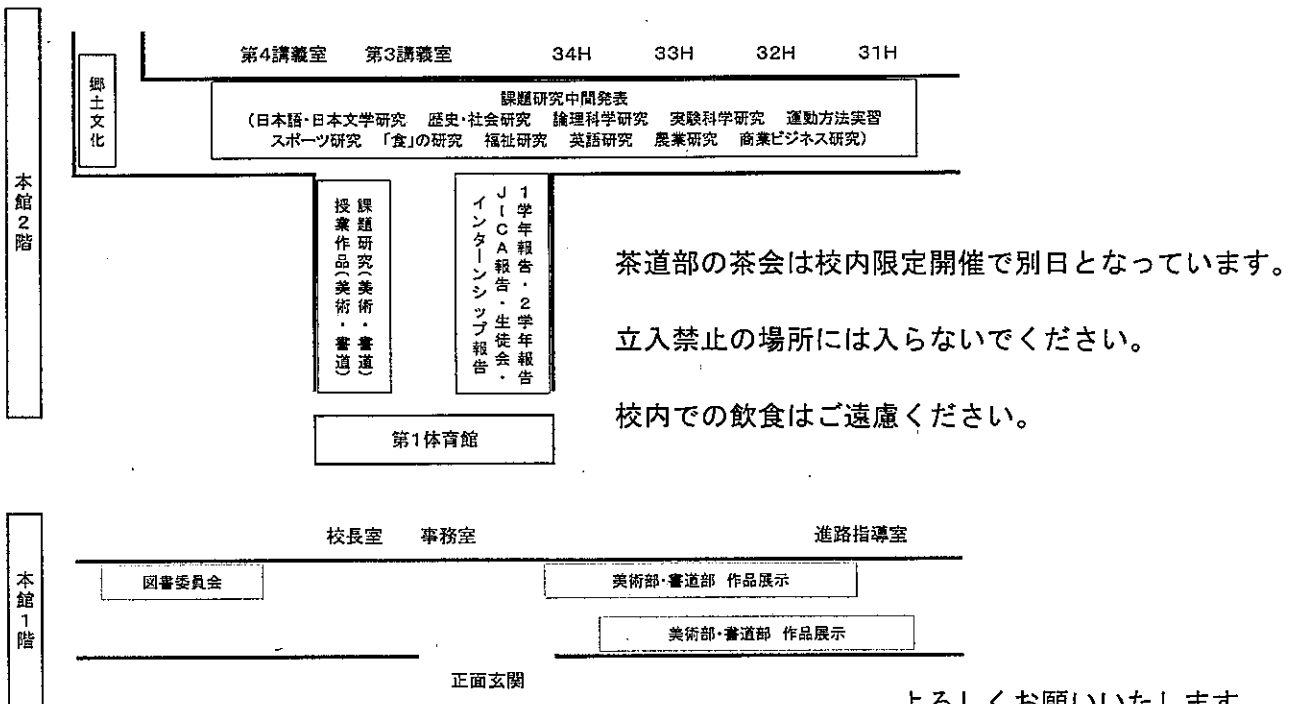 本館2階
郷土文化
第4講義室 第3講義室 34H 33H 32H 31H
課題研究中間発表
(日本語・日本文学研究 歴史・社会研究 論理科学研究 実験科学研究 運動方法実習
スポーツ研究 「食」の研究 福祉研究 英語研究 農業研究 商業ビジネス研究)
課題研究(美術・書道)
授業作品(美術・書道)
1学年報告・2学年報告
JICA報告・生徒会・
インターンシップ報告
茶道部の茶会は校内限定開催で別日となっています。
立入禁止の場所には入らないでください。
校内での飲食はご遠慮ください。
第1体育館
本館1階
校長室 事務室 進路指導室
図書委員会 美術部・書道部 作品展示
美術部・書道部 作品展示
正面玄関
よろしくお願いいたします